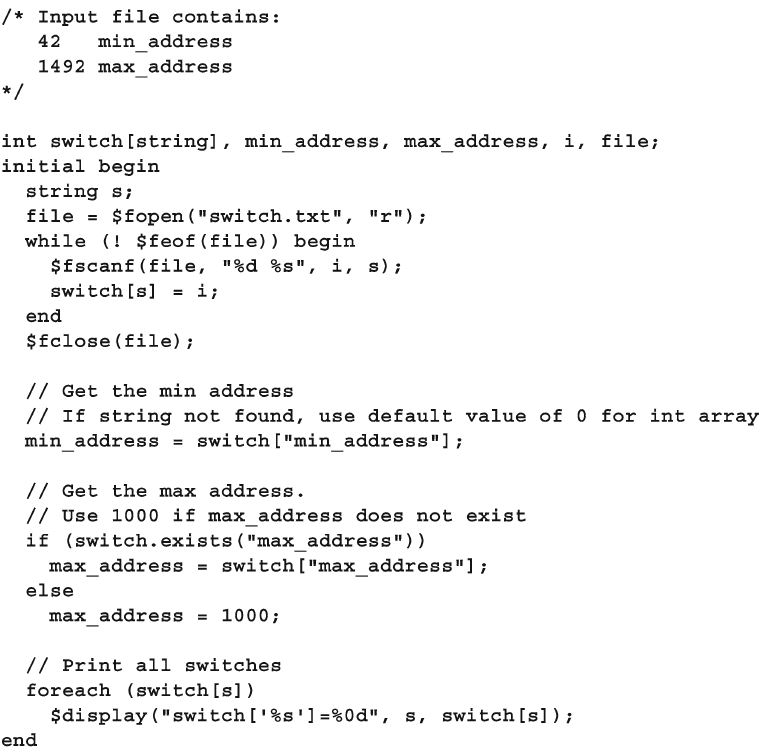 /* Input file contains:
   42   min_address
   1492 max_address
*/

int switch[string], min_address, max_address, i, file;
initial begin
  string s;
  file = $fopen("switch.txt", "r");
  while (! $feof(file)) begin
    $fscanf(file, "%d %s", i, s);
    switch[s] = i;
  end
  $fclose(file);

  // Get the min address
  // If string not found, use default value of 0 for int array
  min_address = switch["min_address"];

  // Get the max address.
  // Use 1000 if max_address does not exist
  if (switch.exists("max_address"))
    max_address = switch["max_address"];
  else
    max_address = 1000;

  // Print all switches
  foreach (switch[s])
    $display("switch['%s']=%0d", s, switch[s]);
end